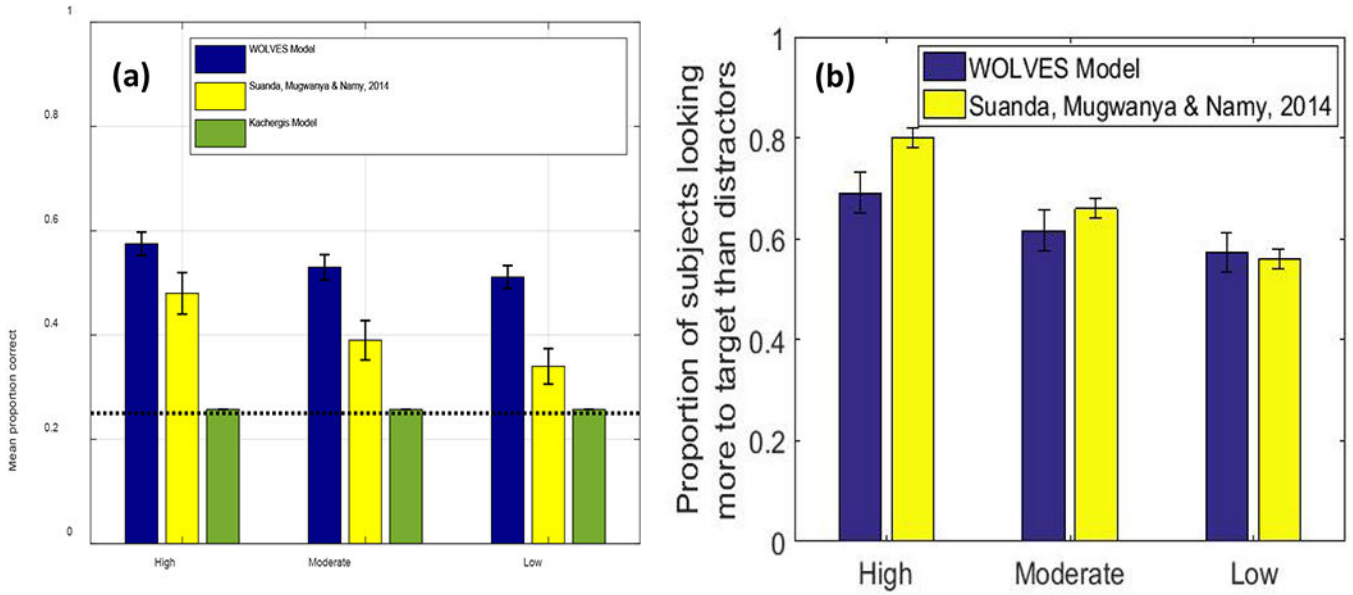 (a)
WOLVES Model
Suanda, Mugwanya & Namy, 2014
Kachergis Model
Mean proportion correct
1
0.8
0.6
0.4
0.2
0
High
Moderate
Low
(b)
WOLVES Model
Suanda, Mugwanya & Namy, 2014
Proportion of subjects looking
more to target than distractors
1
0.8
0.6
0.4
0.2
0
High
Moderate
Low